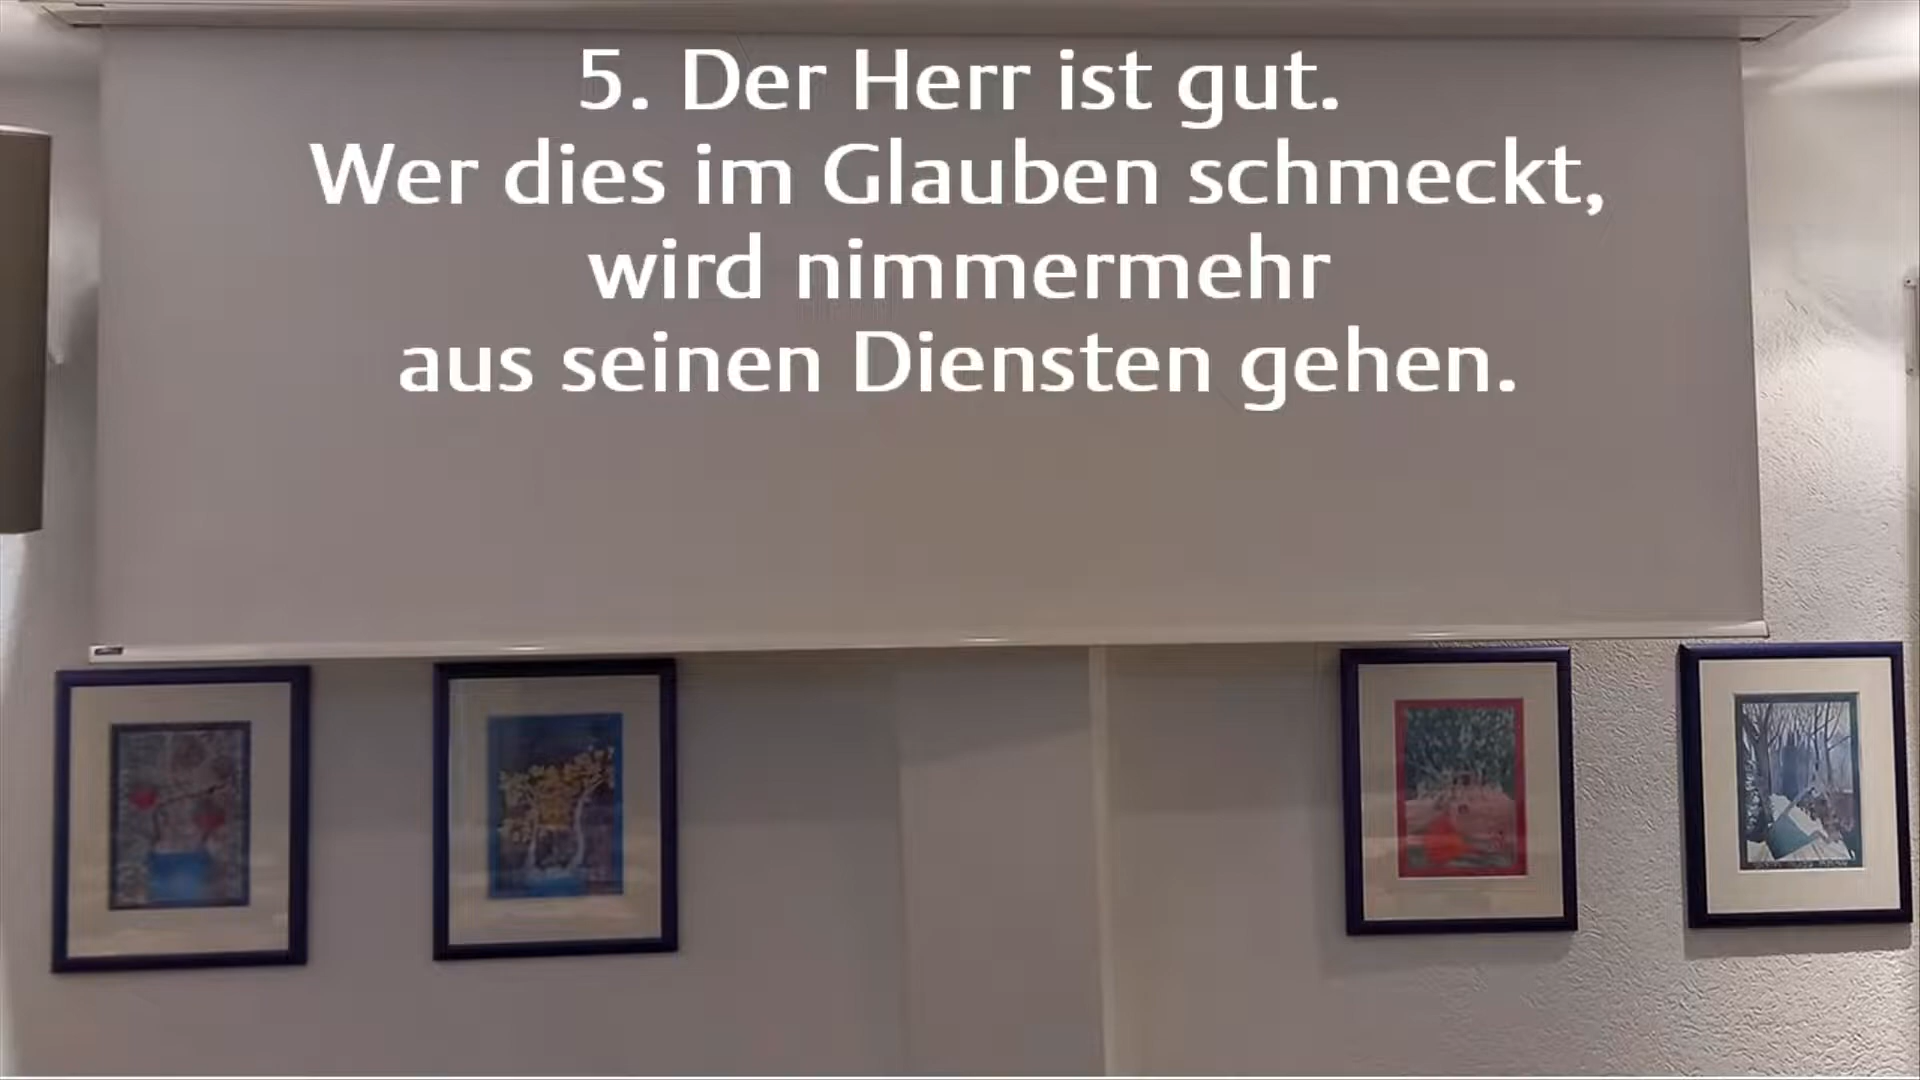 5. Der Herr ist gut.
Wer dies im Glauben schmeckt,
wird nimmermehr
aus seinen Diensten gehen.